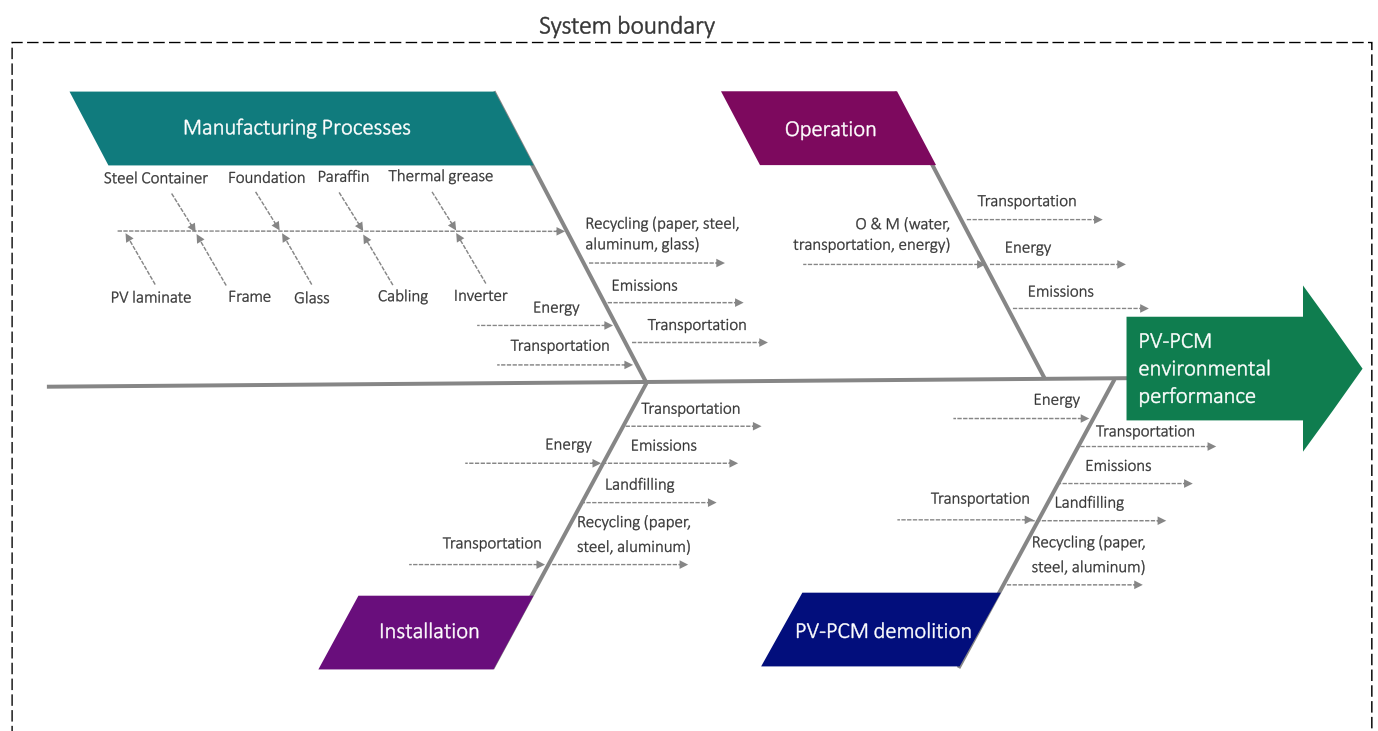 System boundary
Manufacturing Processes
Operation
Steel Container
Foundation
Paraffin
Thermal grease
PV laminate
Frame
Glass
Cabling
Inverter
Recycling (paper, steel,
aluminum, glass)
Emissions
Energy
Transportation
Transportation
O & M (water,
transportation, energy)
Transportation
Energy
Emissions
PV-PCM
environmental
performance
Transportation
Energy
Emissions
Landfilling
Recycling (paper,
steel, aluminum)
Transportation
Installation
Energy
Transportation
Emissions
Transportation
Landfilling
Recycling (paper,
steel, aluminum)
PV-PCM demolition